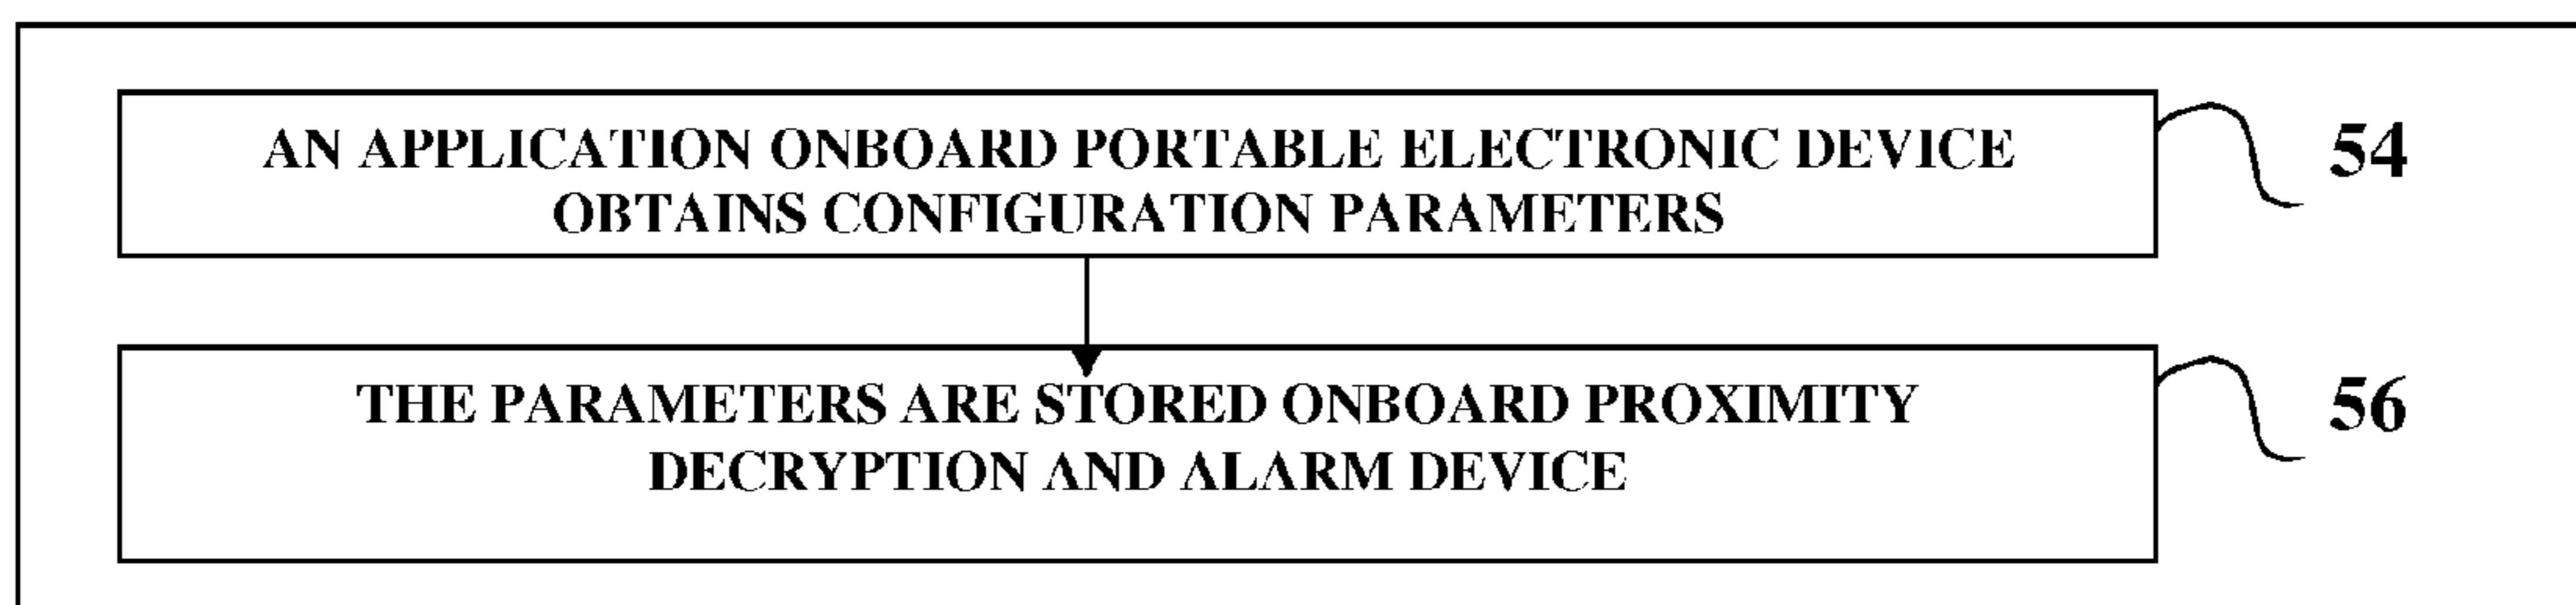 AN APPLICATION ONBOARD PORTABLE ELECTRONIC DEVICE
OBTAINS CONFIGURATION PARAMETERS
54
THE PARAMETERS ARE STORED ONBOARD PROXIMITY
DECRYPTION AND ALARM DEVICE
56